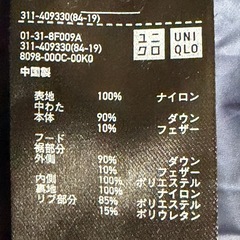 311-409330(84-19)
01-31-8F009A
311-409330(84-19)
8098-000C-00K0
中国製
ユニ
クロ
UNI
QLO
表地 100% ナイロン
中わた
本体 90% ダウン
10% フェザー
フード
裾部分
外側 90% ダウン
10% フェザー
内側 100% ポリエステル
裏地 100% ナイロン
リブ部分 85% ポリエステル
15% ポリウレタン